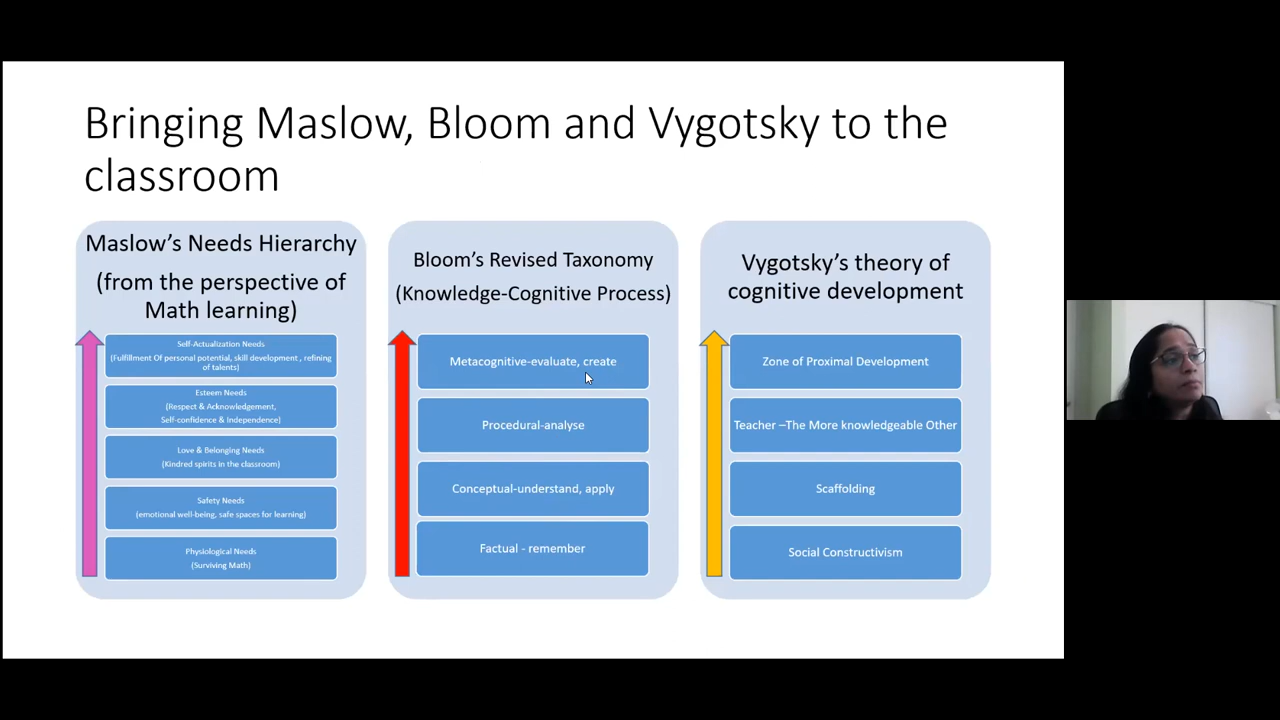 Bringing Maslow, Bloom and Vygotsky to the
classroom
Maslow's Needs Hierarchy
(from the perspective of
Math learning)
Self-Actualization Needs
(Fulfillment Of personal potential, skill development , refining
of talents)
Esteem Needs
(Respect & Acknowledgement,
Self-confidence & Independence)
Love & Belonging Needs
(Kindred spirits in the classroom)
Safety Needs
(emotional well-being, safe spaces for learning)
Physiological Needs
(Surviving Math)
Bloom's Revised Taxonomy
(Knowledge-Cognitive Process)
Metacognitive-evaluate, create
Procedural-analyse
Conceptual-understand, apply
Factual - remember
Vygotsky's theory of
cognitive development
Zone of Proximal Development
Teacher –The More knowledgeable Other
Scaffolding
Social Constructivism